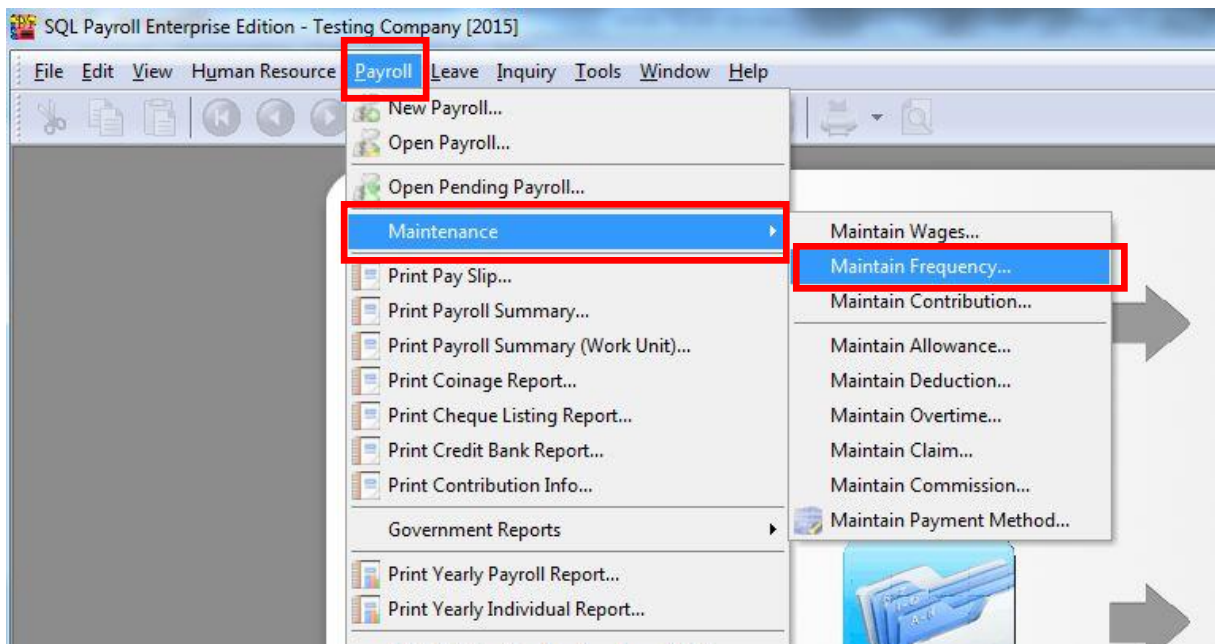 SQL Payroll Enterprise Edition - Testing Company [2015]
File Edit View Human Resource Payroll Leave Inquiry Tools Window Help
New Payroll...
Open Payroll...
Open Pending Payroll...
Maintenance
Print Pay Slip...
Print Payroll Summary...
Print Payroll Summary (Work Unit)...
Print Coinage Report...
Print Cheque Listing Report...
Print Credit Bank Report...
Print Contribution Info...
Government Reports
Print Yearly Payroll Report...
Print Yearly Individual Report...
Maintain Wages...
Maintain Frequency...
Maintain Contribution...
Maintain Allowance...
Maintain Deduction...
Maintain Overtime...
Maintain Claim...
Maintain Commission...
Maintain Payment Method...